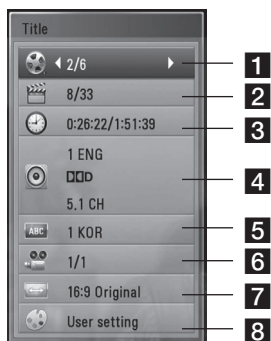 Title
2/6 1
8/33 2
0:26:22/1:51:39 3
1 ENG
DD D 4
5.1 CH
ABC 1 KOR 5
1/1 6
16:9 Original 7
User setting 8